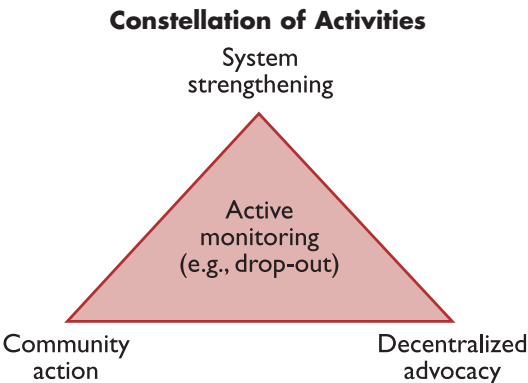 Constellation of Activities
System
strengthening
Active
monitoring
(e.g., drop-out)
Community
action
Decentralized
advocacy